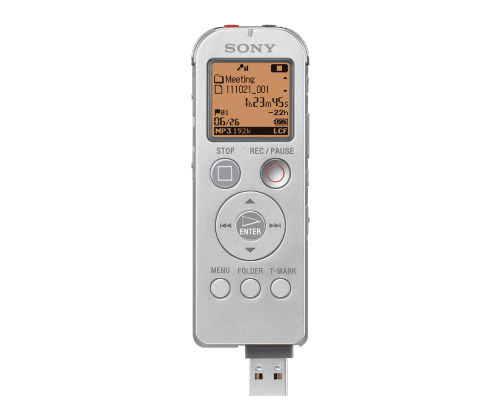 SONY
Meeting
111021_001
1h23m45s
01 -22h
06/26
MP3 192k LCF
STOP REC / PAUSE
ENTER
MENU FOLDER T-MARK